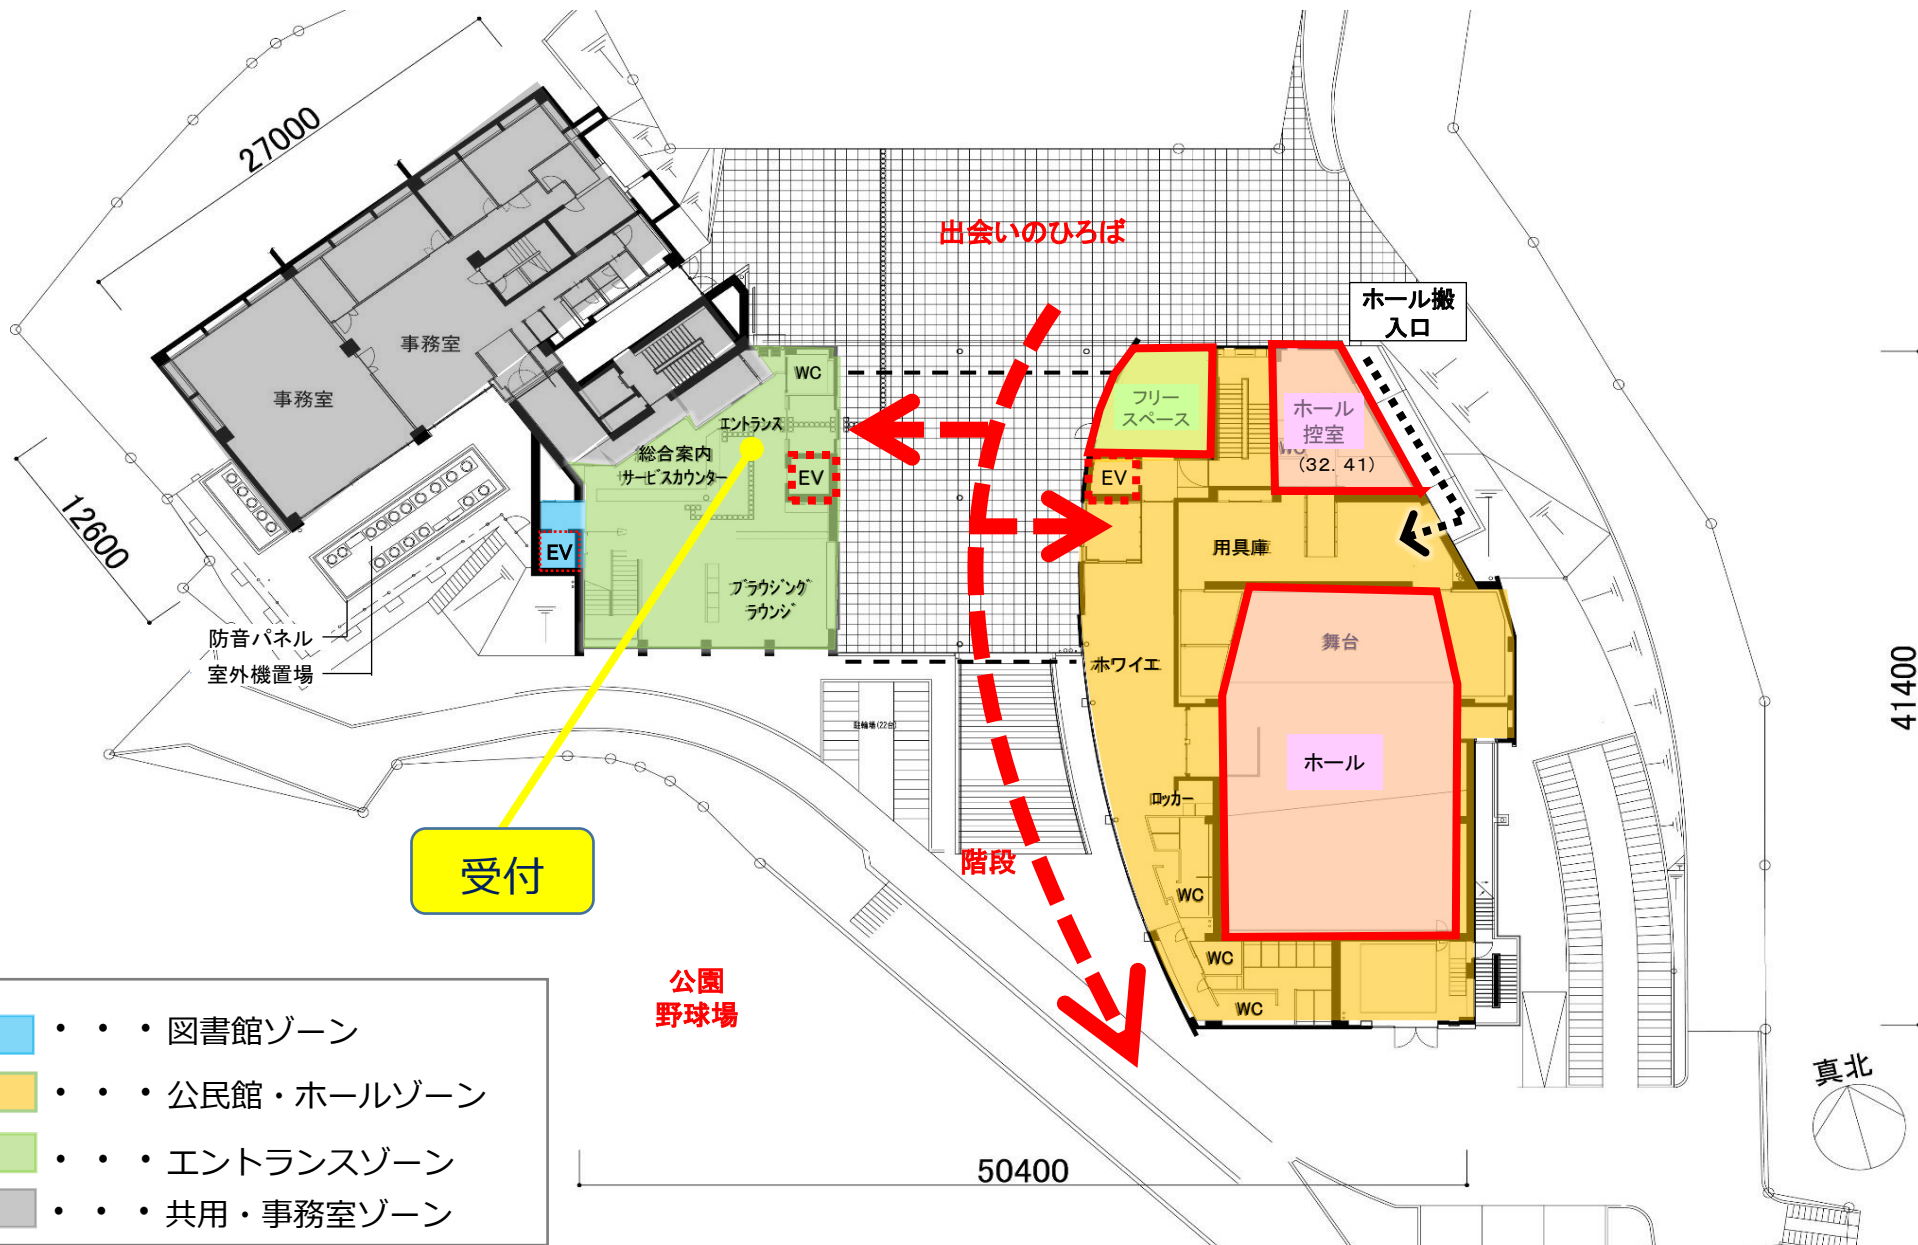 27000
12600
事務室
事務室
防音パネル
室外機置場
出会いのひろば
ホール搬
入口
WC
エントランス
総合案内
サービスカウンター
EV
EV
ブラウジング
ラウンジ
フリー
スペース
ホール
控室
WC
(32.41)
EV
用具庫
舞台
ホワイエ
ホール
ロッカー
WC
WC
WC
駐輪場(22台)
階段
受付
公園
野球場
41400
50400
真北
・・・図書館ゾーン
・・・公民館・ホールゾーン
・・・エントランスゾーン
・・・共用・事務室ゾーン